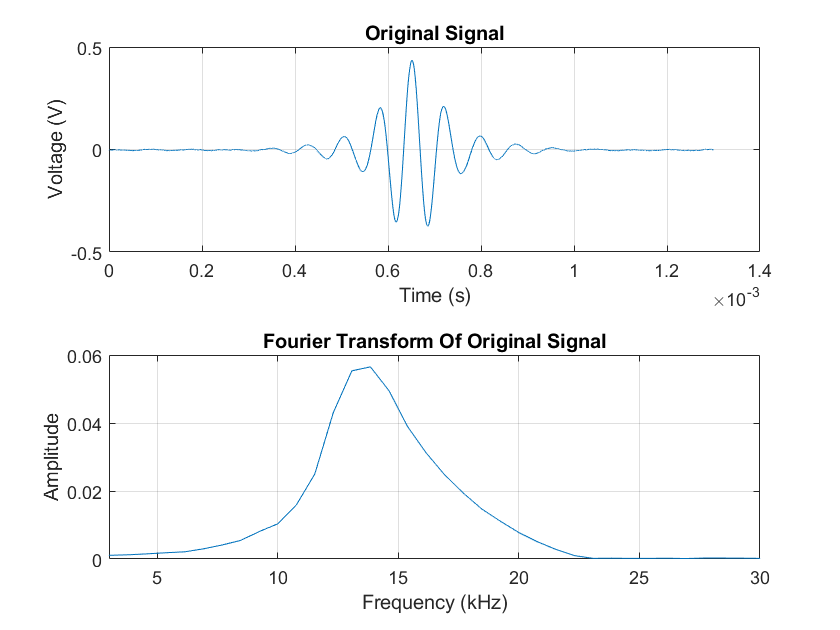 Original Signal
0.5
0
-0.5
Voltage (V)
0 0.2 0.4 0.6 0.8 1 1.2 1.4
Time (s)
×10-3
Fourier Transform Of Original Signal
0.06
0.04
0.02
0
Amplitude
5 10 15 20 25 30
Frequency (kHz)